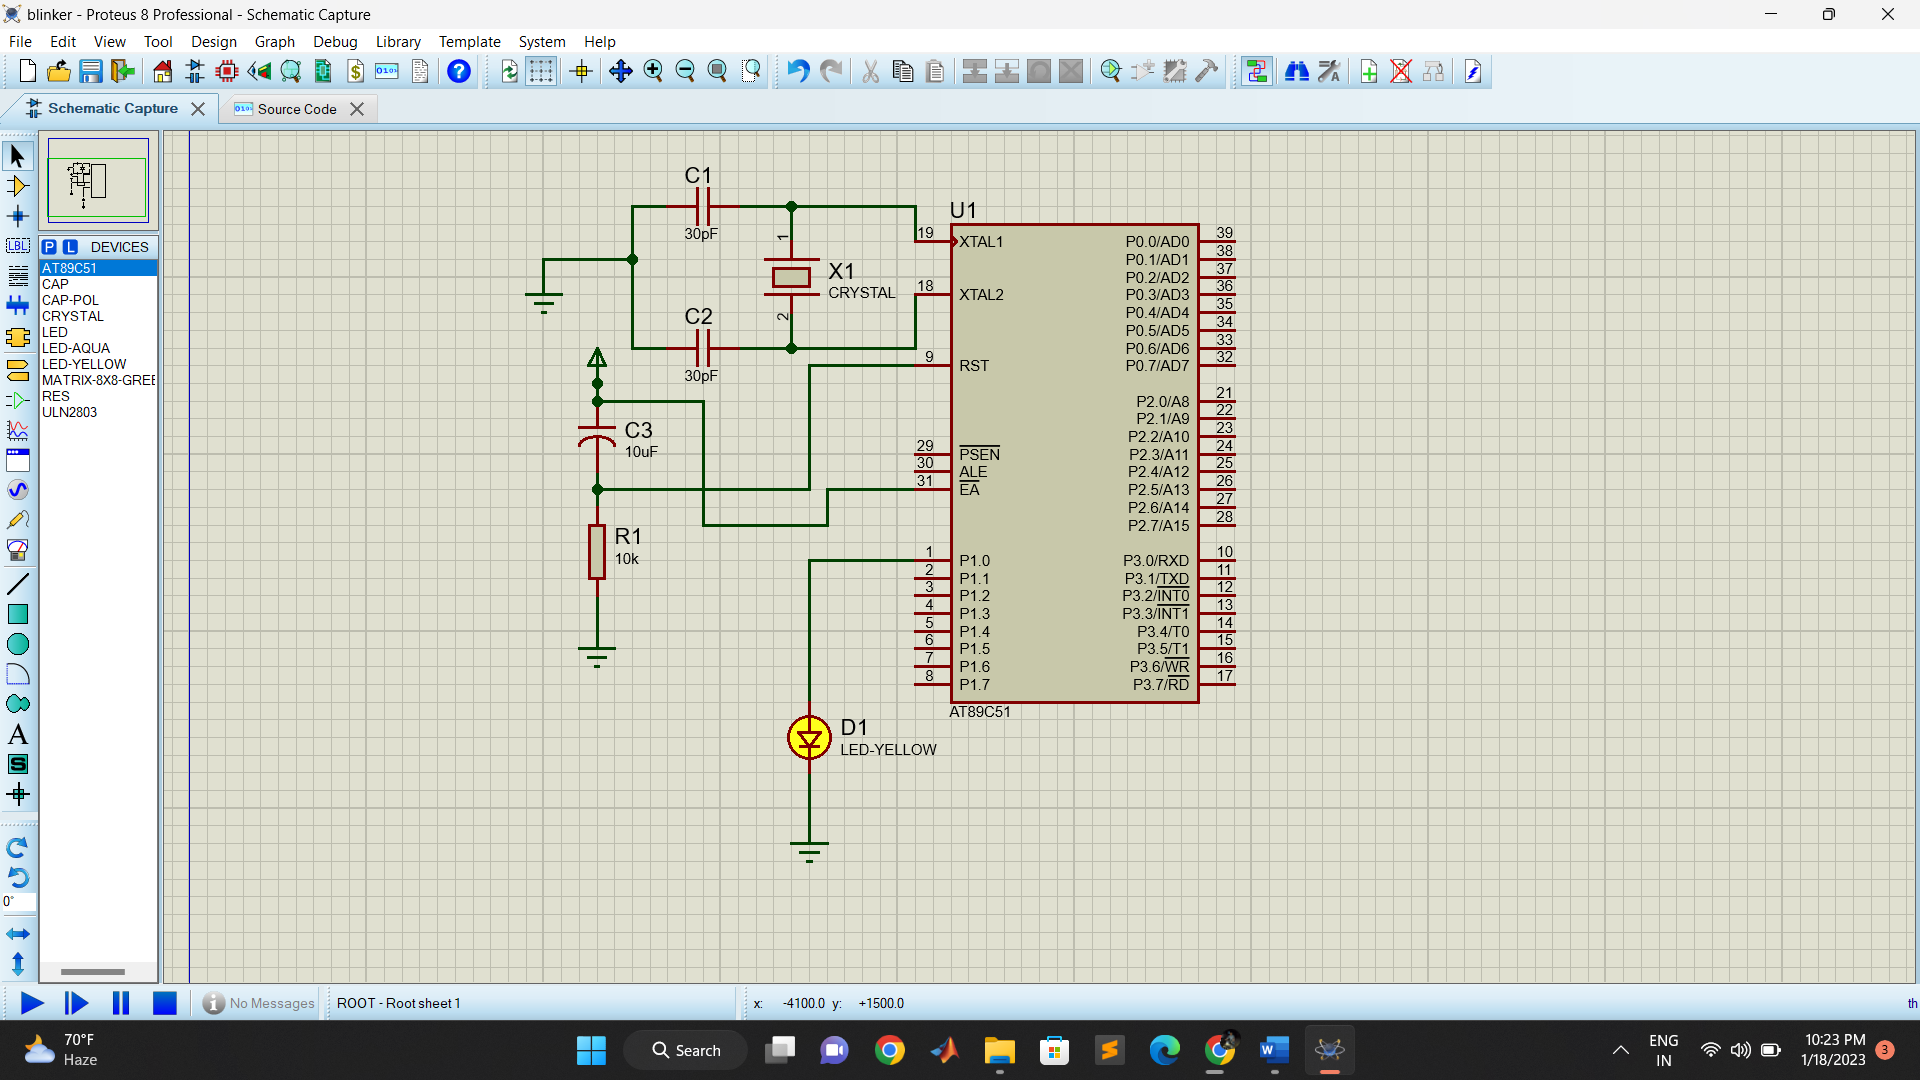 blinker - Proteus 8 Professional - Schematic Capture
File Edit View Tool Design Graph Debug Library Template System Help
Schematic Capture
Source Code
P L DEVICES
AT89C51
CAP
CAP-POL
CRYSTAL
LED
LED-AQUA
LED-YELLOW
MATRIX-8X8-GREE
RES
ULN2803
LBL
A
S
0°
C1
30pF
C2
30pF
1
X1
CRYSTAL
2
C3
10uF
R1
10k
D1
LED-YELLOW
U1
19 XTAL1
18 XTAL2
9 RST
29 PSEN
30 ALE
31 EA
1 P1.0
2 P1.1
3 P1.2
4 P1.3
5 P1.4
6 P1.5
7 P1.6
8 P1.7
P0.0/AD0 39
P0.1/AD1 38
P0.2/AD2 37
P0.3/AD3 36
P0.4/AD4 35
P0.5/AD5 34
P0.6/AD6 33
P0.7/AD7 32
P2.0/A8 21
P2.1/A9 22
P2.2/A10 23
P2.3/A11 24
P2.4/A12 25
P2.5/A13 26
P2.6/A14 27
P2.7/A15 28
P3.0/RXD 10
P3.1/TXD 11
P3.2/INT0 12
P3.3/INT1 13
P3.4/T0 14
P3.5/T1 15
P3.6/WR 16
P3.7/RD 17
AT89C51
No Messages
ROOT - Root sheet 1
x: -4100.0 y: +1500.0
th
70°F
Haze
Search
ENG
IN
10:23 PM
1/18/2023
3